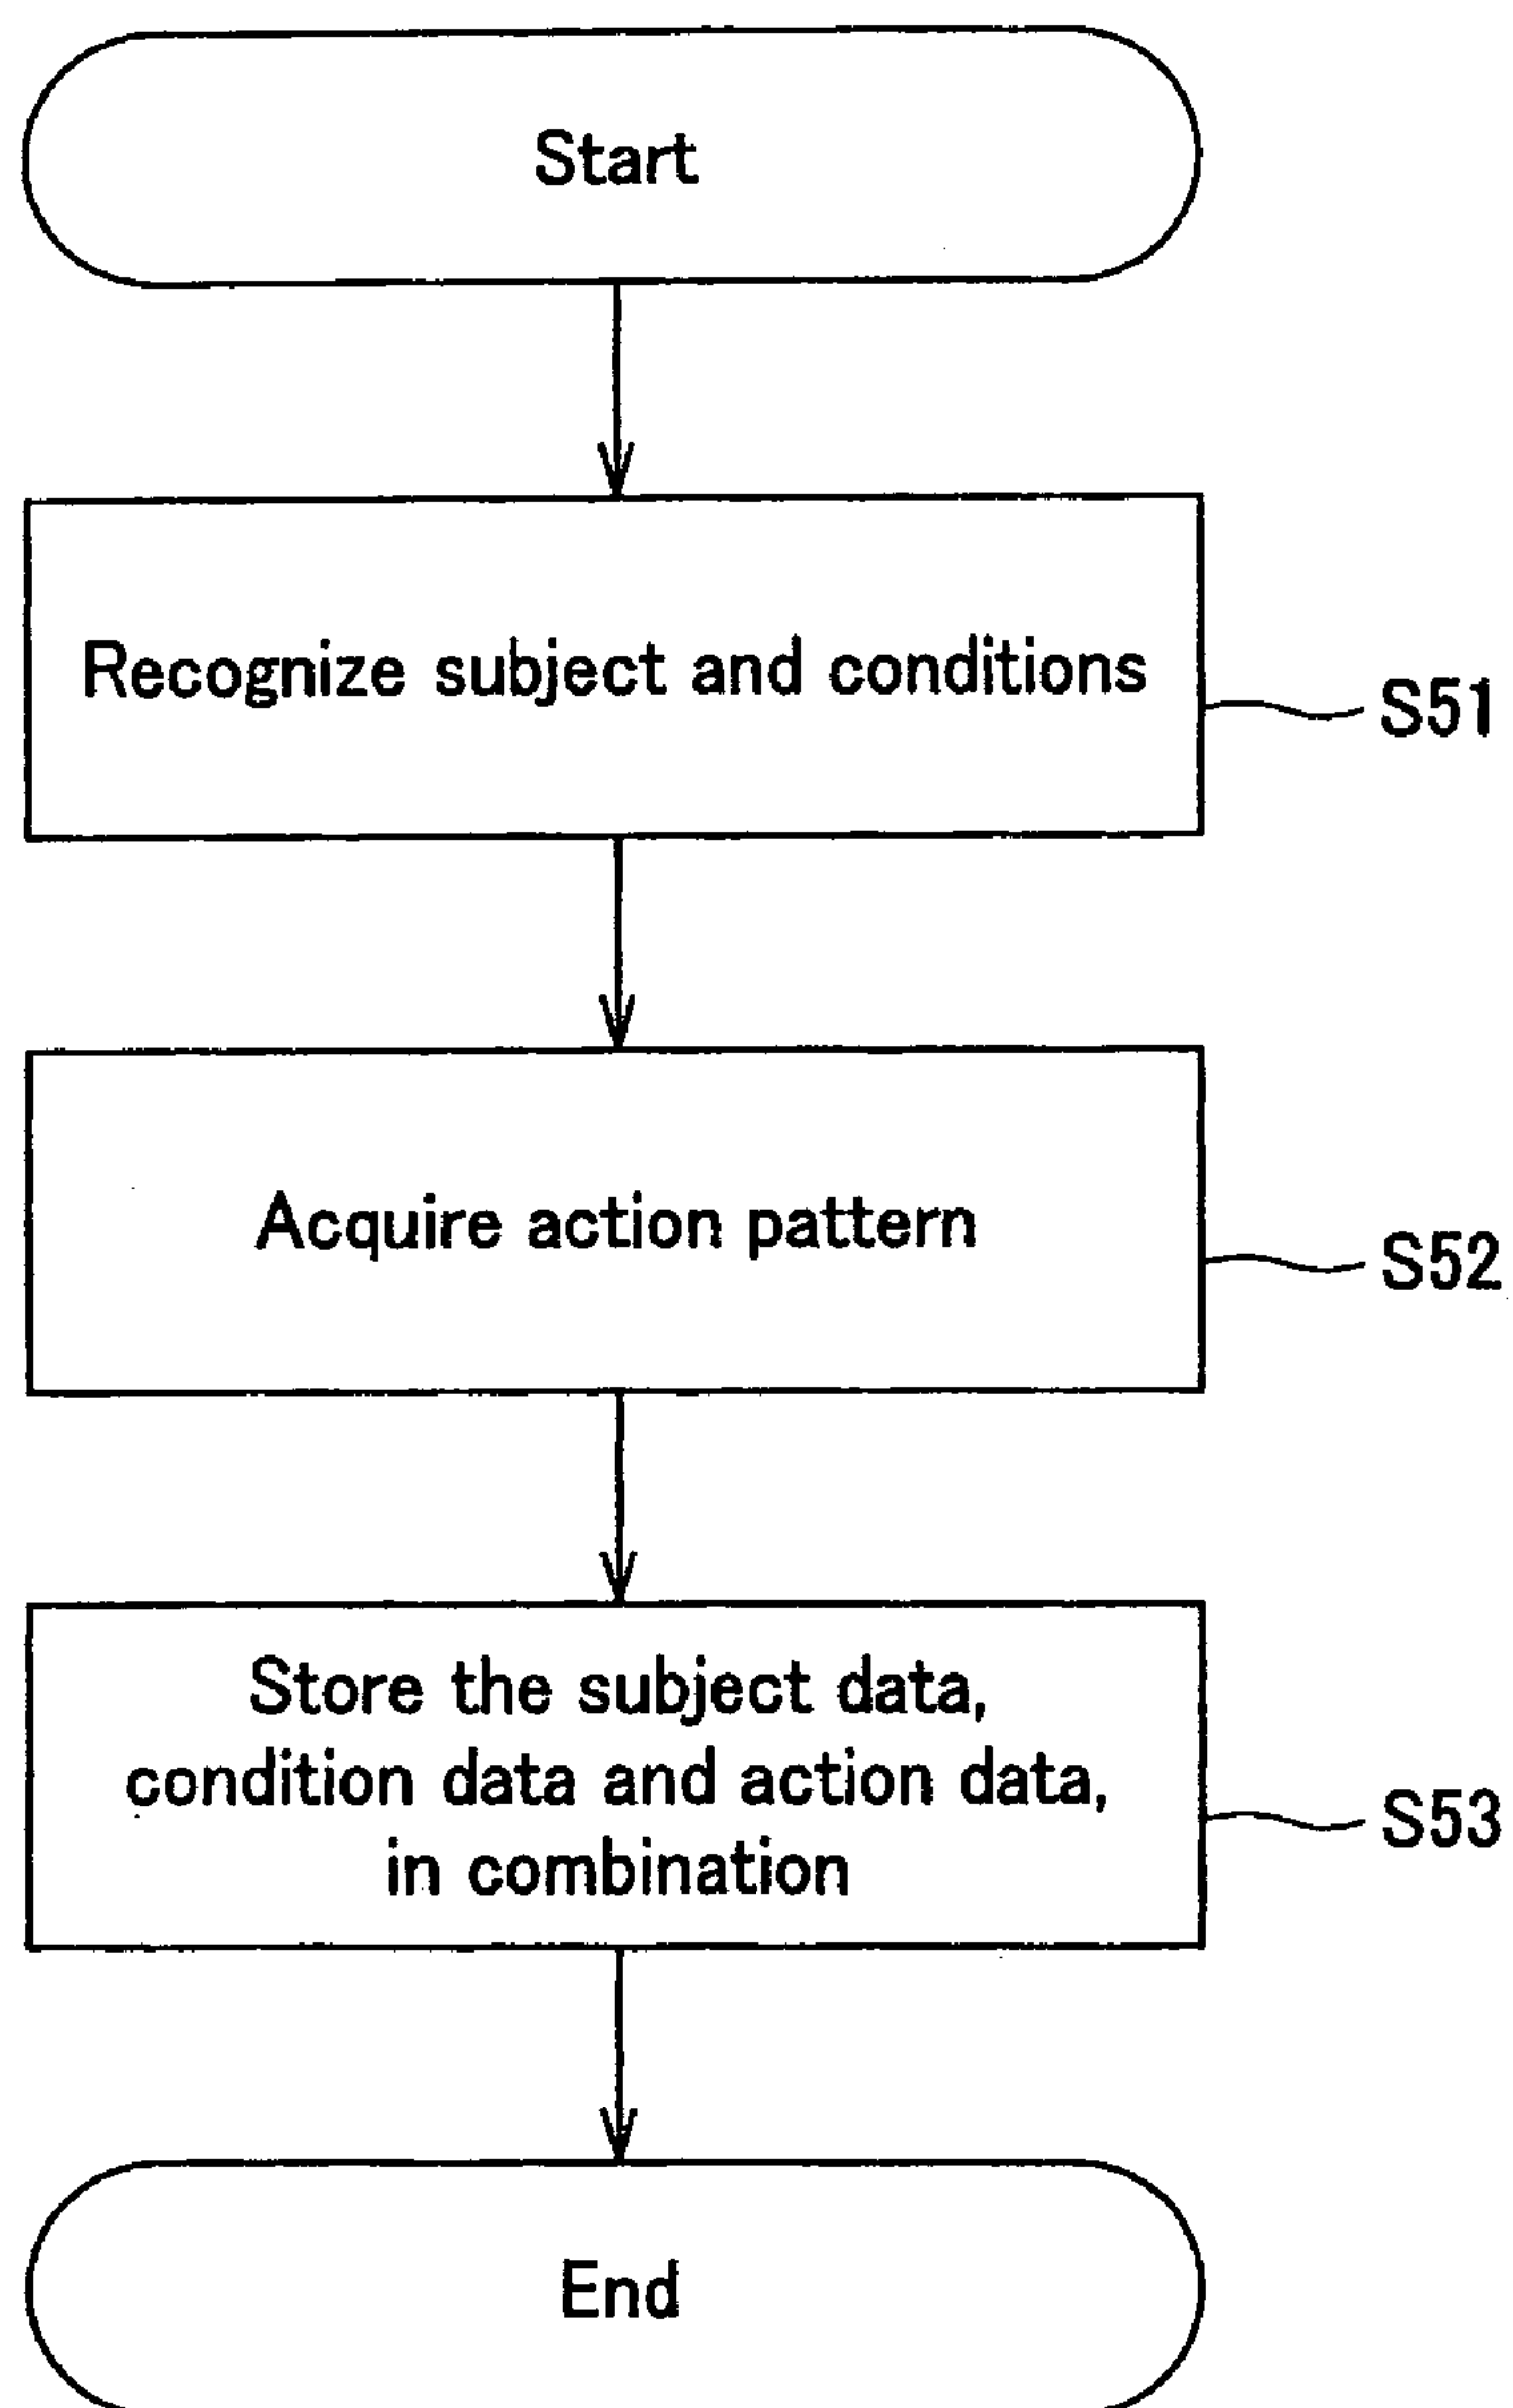 Start
Recognize subject and conditions
S51
Acquire action pattern
S52
Store the subject data,
condition data and action data,
in combination
S53
End